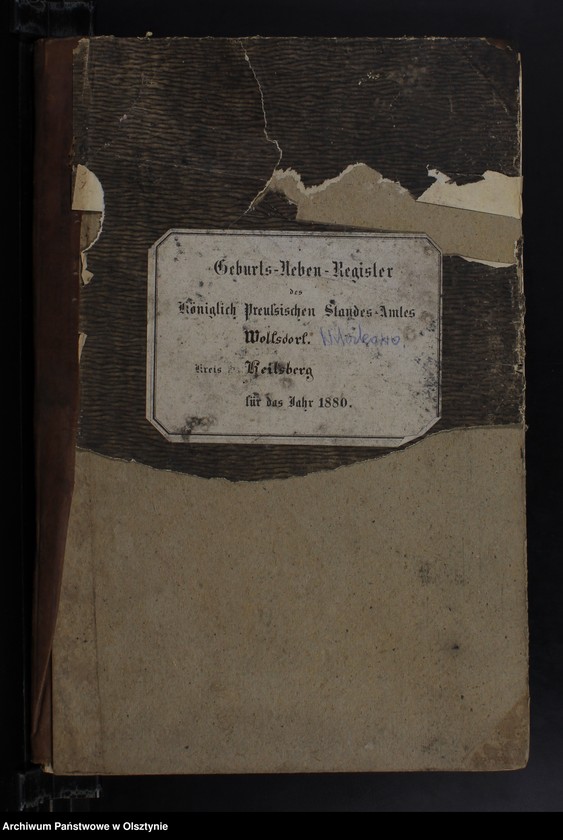 Geburts-Neben-Register
des
Königlich Preußischen Standes-Amtes
Wolfsdorf.
Kreis Heilsberg
für das Jahr 1880.
Archiwum Państwowe w Olsztynie